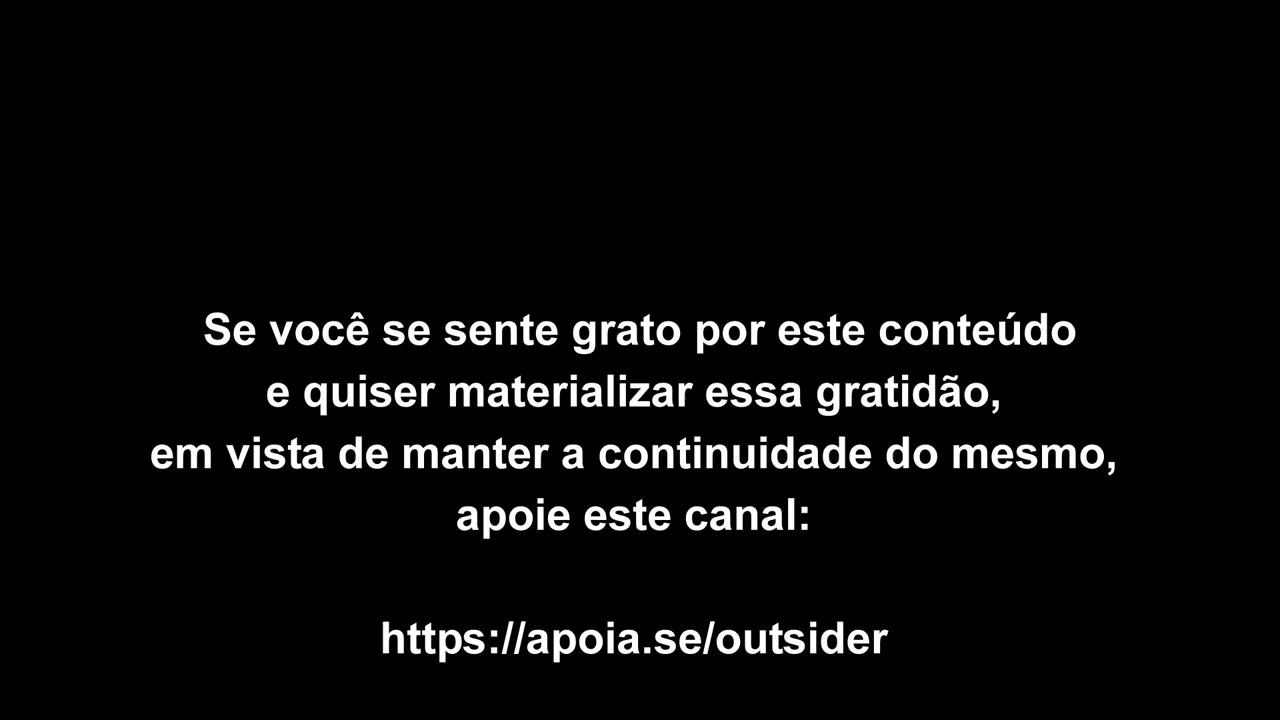 Se você se sente grato por este conteúdo
e quiser materializar essa gratidão,
em vista de manter a continuidade do mesmo,
apoie este canal:
https://apoia.se/outsider